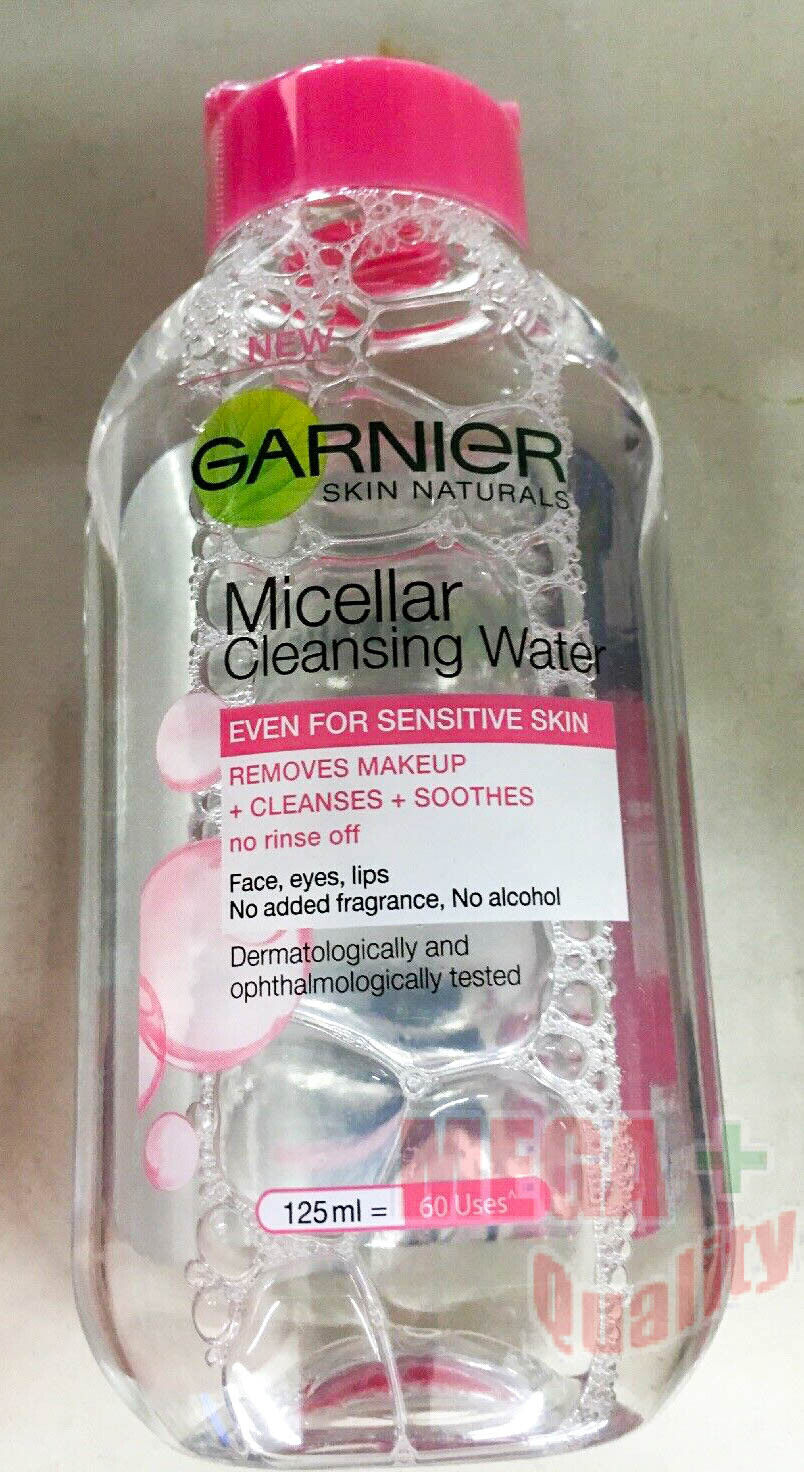 NEW
GARNIER
SKIN NATURALS
Micellar
Cleansing Water
EVEN FOR SENSITIVE SKIN
REMOVES MAKEUP
+ CLEANSES + SOOTHES
no rinse off
Face, eyes, lips
No added fragrance, No alcohol
Dermatologically and
ophthalmologically tested
125ml = 60 Uses^
MEGA +
Quality